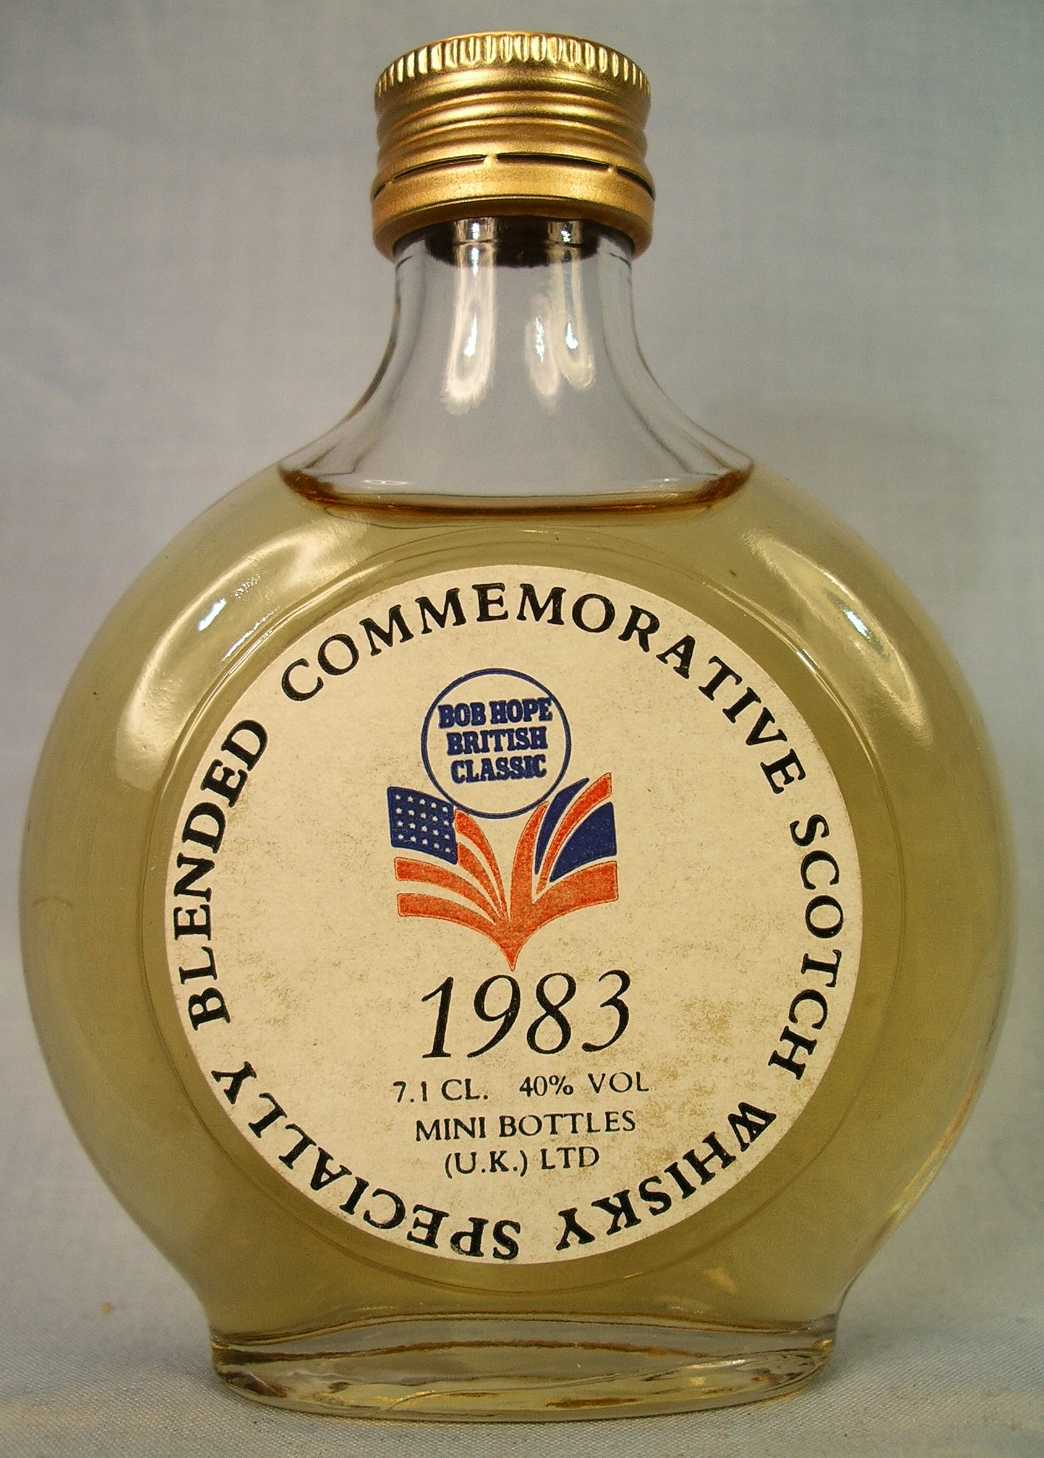 SPECIALLY BLENDED COMMEMORATIVE SCOTCH WHISKY
BOB HOPE
BRITISH
CLASSIC
1983
7.1 CL. 40% VOL
MINI BOTTLES
(U.K.) LTD